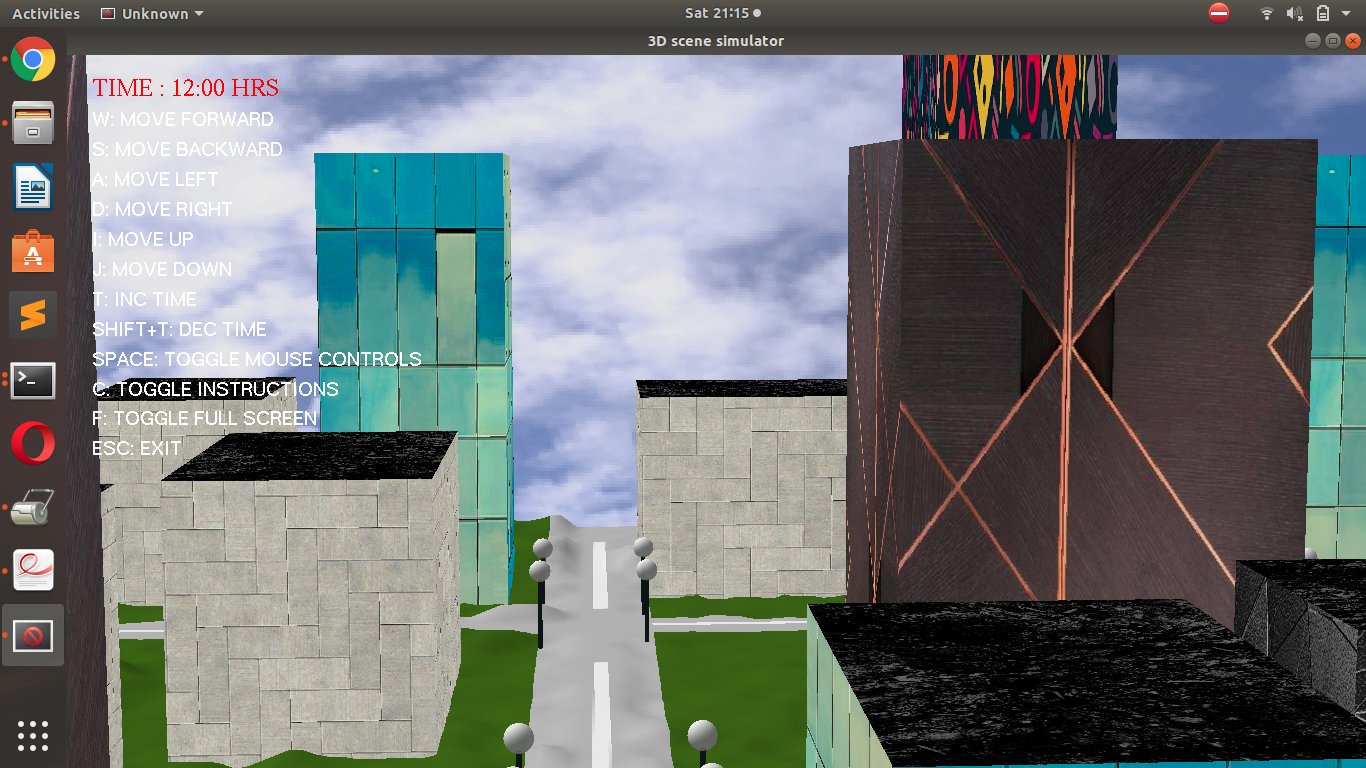 Activities Unknown Sat 21:15
3D scene simulator
TIME : 12:00 HRS
W: MOVE FORWARD
S: MOVE BACKWARD
A: MOVE LEFT
D: MOVE RIGHT
I: MOVE UP
J: MOVE DOWN
T: INC TIME
SHIFT+T: DEC TIME
SPACE: TOGGLE MOUSE CONTROLS
C: TOGGLE INSTRUCTIONS
F: TOGGLE FULL SCREEN
ESC: EXIT